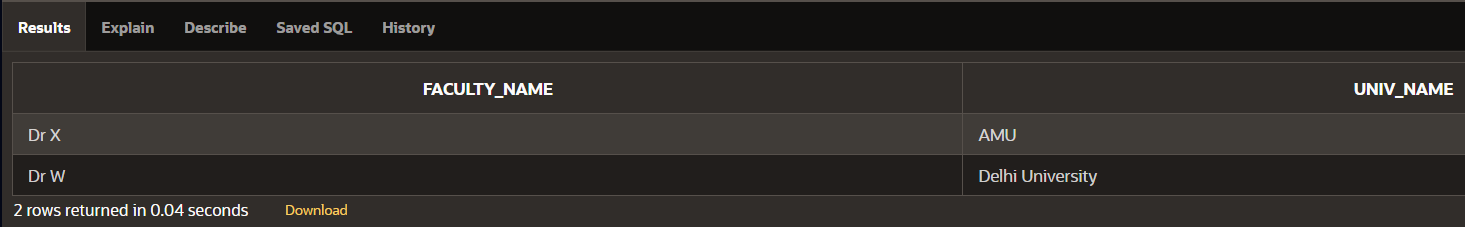 Results Explain Describe Saved SQL History
FACULTY_NAME UNIV_NAME
Dr X AMU
Dr W Delhi University
2 rows returned in 0.04 seconds Download